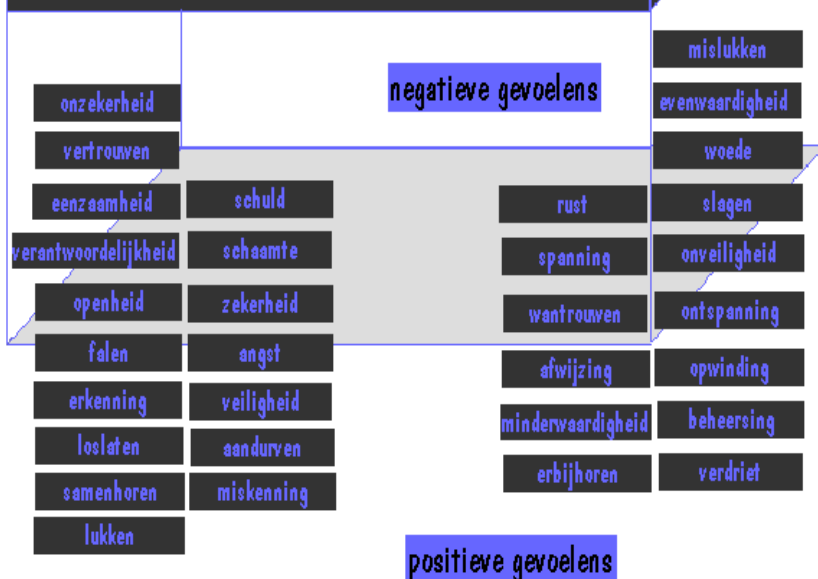 negatieve gevoelens
onzekerheid
vertrouwen
eenzaamheid
verantwoordelijkheid
openheid
falen
erkenning
loslaten
samenhoren
lukken
schuld
schaamte
zekerheid
angst
veiligheid
aandurven
miskenning
rust
spanning
wantrouwen
afwijzing
minderwaardigheid
erbijhoren
mislukken
evenwaardigheid
woede
slagen
onveiligheid
ontspanning
opwinding
beheersing
verdriet
positieve gevoelens